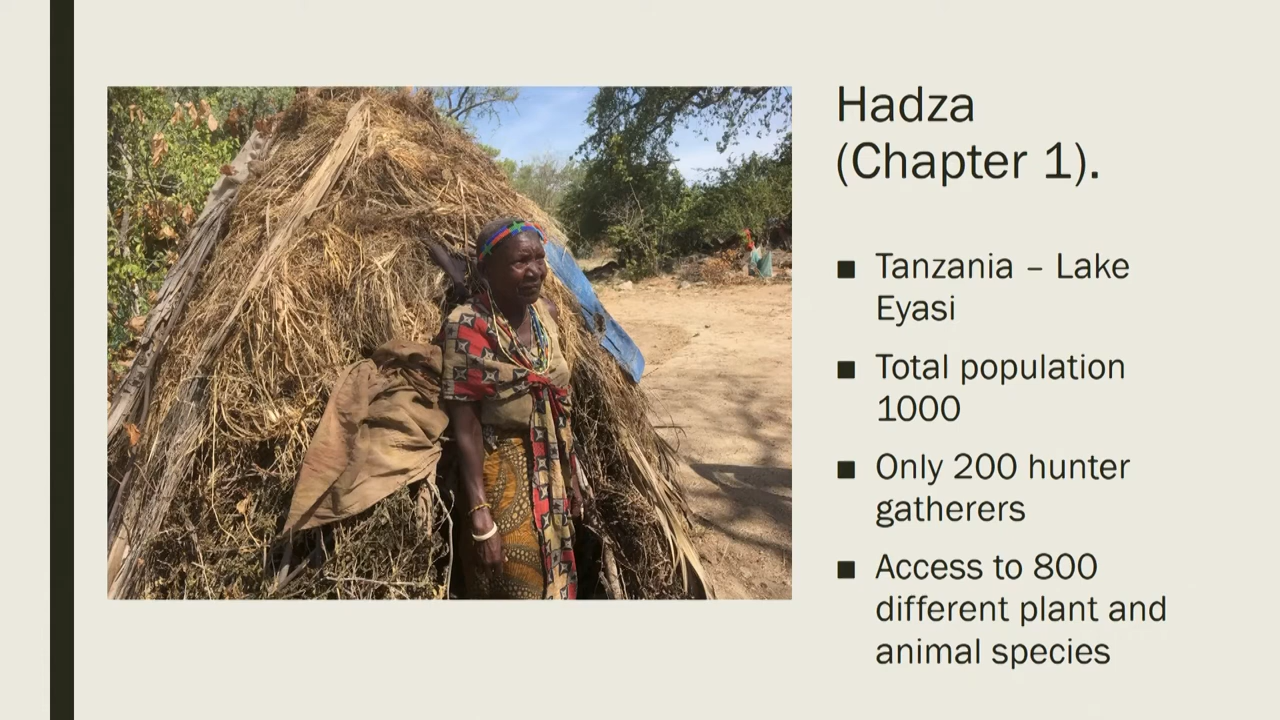 Hadza
(Chapter 1).
■ Tanzania – Lake
Eyasi
■ Total population
1000
■ Only 200 hunter
gatherers
■ Access to 800
different plant and
animal species